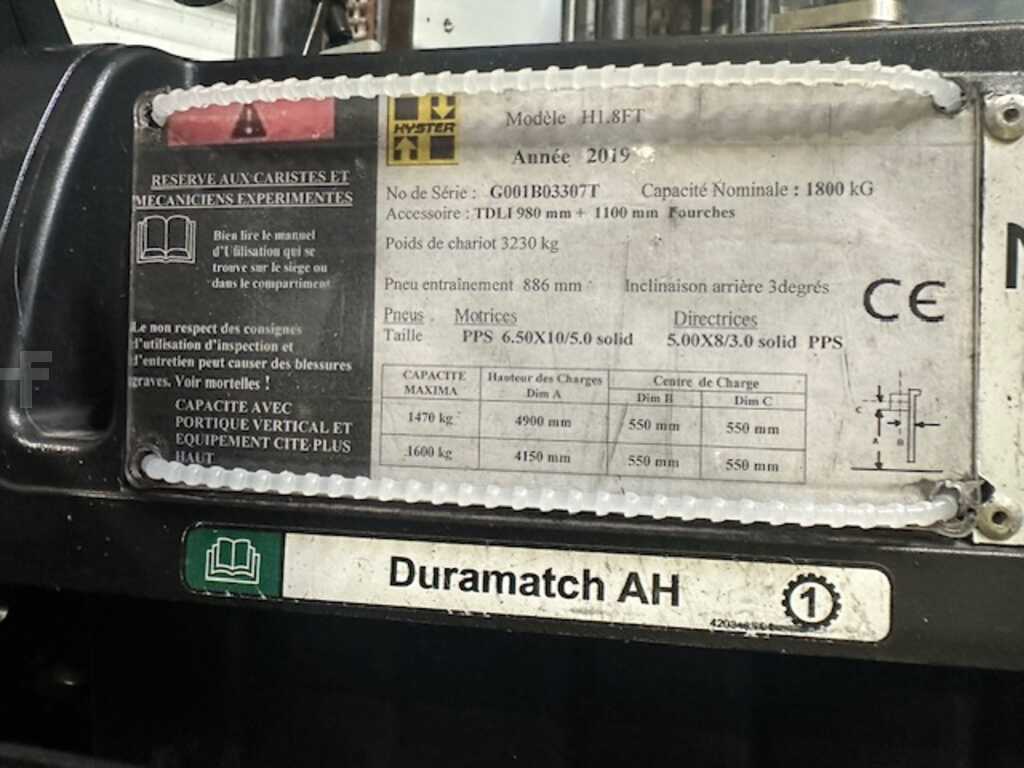 HYSTER
Modèle H1.8FT
Année 2019
RESERVE AUX CARISTES ET
MECANICIENS EXPERIMENTES
Bien lire le manuel
d'Utilisation qui se
trouve sur le siege ou
dans le compartiment
Le non respect des consignes
d'utilisation d'inspection et
d'entretien peut causer des blessures
graves. Voir mortelles !
CAPACITE AVEC
PORTIQUE VERTICAL ET
EQUIPEMENT CITE PLUS
HAUT
No de Série : G001B03307T Capacité Nominale : 1800 kG
Accessoire : TDLI 980 mm + 1100 mm Fourches
Poids de chariot 3230 kg
Pneu entraînement 886 mm Inclinaison arrière 3degrés
CE
Pneus Motrices Directrices
Taille PPS 6.50X10/5.0 solid 5.00X8/3.0 solid PPS
CAPACITE MAXIMA Hauteur des Charges Dim A Centre de Charge
Dim B Dim C
1470 kg 4900 mm 550 mm 550 mm
1600 kg 4150 mm 550 mm 550 mm
C
A
B
Duramatch AH
1